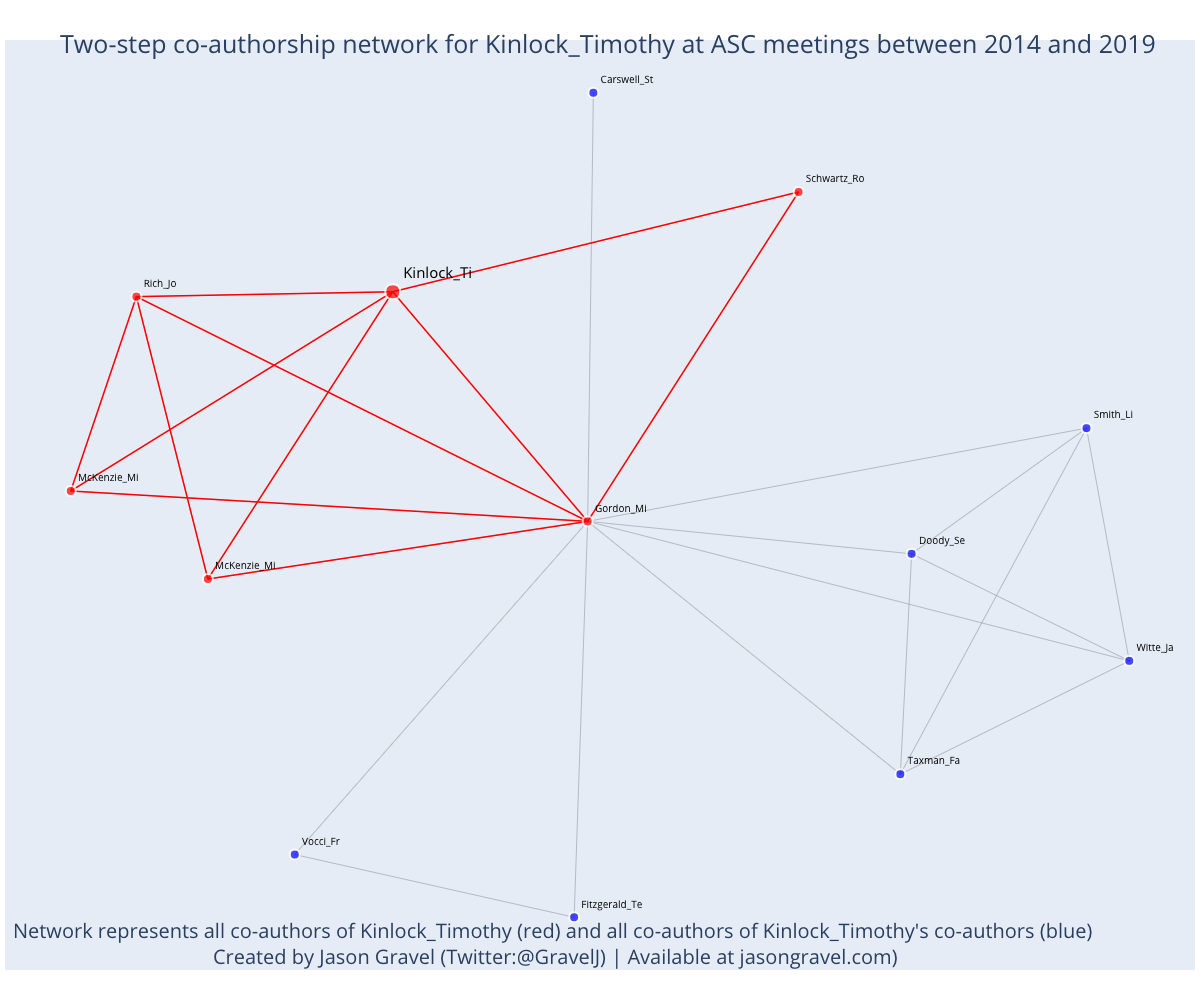 Two-step co-authorship network for Kinlock_Timothy at ASC meetings between 2014 and 2019
Carswell_St
Schwartz_Ro
Kinlock_Ti
Rich_Jo
Smith_Li
McKenzie_Mi
Gordon_Mi
Doody_Se
McKenzie_Mi
Witte_Ja
Taxman_Fa
Vocci_Fr
Fitzgerald_Te
Network represents all co-authors of Kinlock_Timothy (red) and all co-authors of Kinlock_Timothy's co-authors (blue)
Created by Jason Gravel (Twitter:@GravelJ) | Available at jasongravel.com)